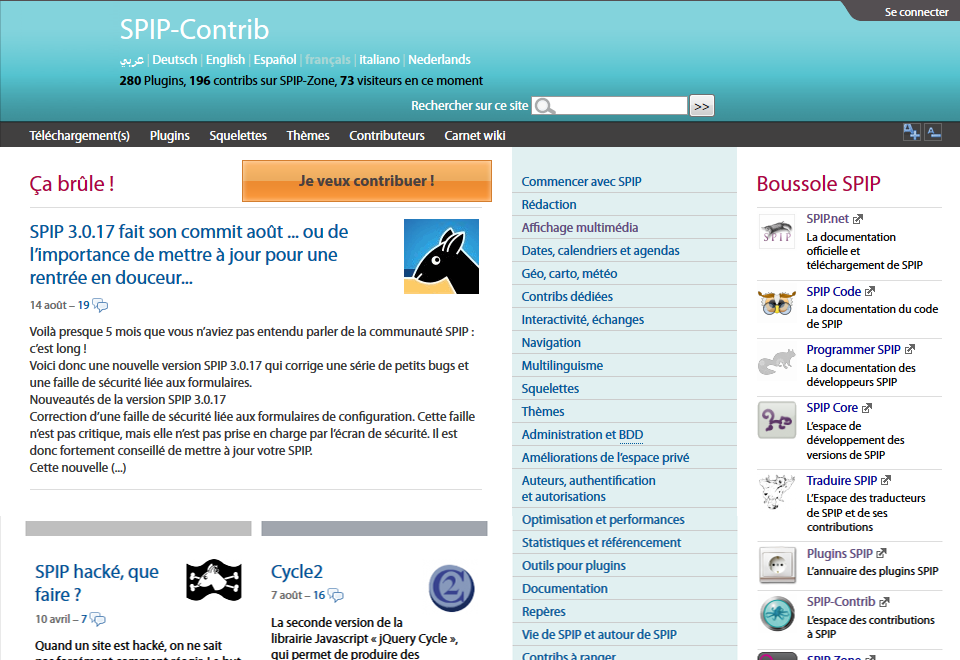 Se connecter
SPIP-Contrib
عربي | Deutsch | English | Español | français | italiano | Nederlands
280 Plugins, 196 contribs sur SPIP-Zone, 73 visiteurs en ce moment
Rechercher sur ce site >>
Téléchargement(s) Plugins Squelettes Thèmes Contributeurs Carnet wiki
Ça brûle !
Je veux contribuer !
SPIP 3.0.17 fait son commit août ... ou de
l’importance de mettre à jour pour une
rentrée en douceur...
14 août – 19
Voilà presque 5 mois que vous n’aviez pas entendu parler de la communauté SPIP :
c’est long !
Voici donc une nouvelle version SPIP 3.0.17 qui corrige une série de petits bugs et
une faille de sécurité liée aux formulaires.
Nouveautés de la version SPIP 3.0.17
Correction d’une faille de sécurité liée aux formulaires de configuration. Cette faille
n’est pas critique, mais elle n’est pas prise en charge par l’écran de sécurité. Il est
donc fortement conseillé de mettre à jour votre SPIP.
Cette nouvelle (...)
SPIP hacké, que
faire ?
10 avril – 7
Quand un site est hacké, on ne sait
pas forcément comment réagir. Le but
Cycle2
7 août – 16
La seconde version de la
librairie Javascript « jQuery Cycle »,
qui permet de produire des
Commencer avec SPIP
Rédaction
Affichage multimédia
Dates, calendriers et agendas
Géo, carto, météo
Contribs dédiées
Interactivité, échanges
Navigation
Multilinguisme
Squelettes
Thèmes
Administration et BDD
Améliorations de l’espace privé
Auteurs, authentification
et autorisations
Optimisation et performances
Statistiques et référencement
Outils pour plugins
Documentation
Repères
Vie de SPIP et autour de SPIP
Contribs à ranger
Boussole SPIP
SPIP
SPIP.net
La documentation
officielle et
téléchargement de SPIP
SPIP Code
La documentation du code
de SPIP
Programmer SPIP
La documentation des
développeurs SPIP
SPIP Core
L’espace de
développement des
versions de SPIP
Traduire SPIP
L’Espace des traducteurs
de SPIP et de ses
contributions
Plugins SPIP
L’annuaire des plugins SPIP
SPIP-Contrib
L’espace des contributions
à SPIP
SPIP Zone